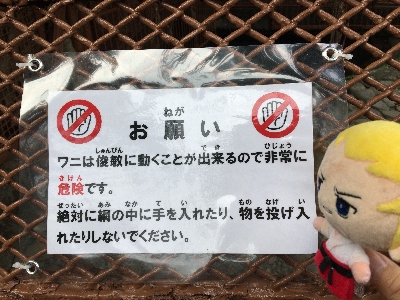 お願い
ワニは俊敏に動くことが出来るので非常に
危険です。
絶対に網の中に手を入れたり、物を投げ入
れたりしないでください。